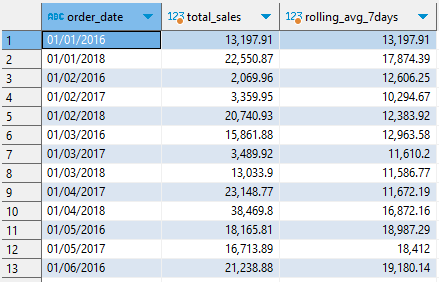 ABC order_date 123 total_sales 123 rolling_avg_7days
1 01/01/2016 13,197.91 13,197.91
2 01/01/2018 22,550.87 17,874.39
3 01/02/2016 2,069.96 12,606.25
4 01/02/2017 3,359.95 10,294.67
5 01/02/2018 20,740.93 12,383.92
6 01/03/2016 15,861.88 12,963.58
7 01/03/2017 3,489.92 11,610.2
8 01/03/2018 13,033.9 11,586.77
9 01/04/2017 23,148.77 11,672.19
10 01/04/2018 38,469.8 16,872.16
11 01/05/2016 18,165.81 18,987.29
12 01/05/2017 16,713.89 18,412
13 01/06/2016 21,238.88 19,180.14